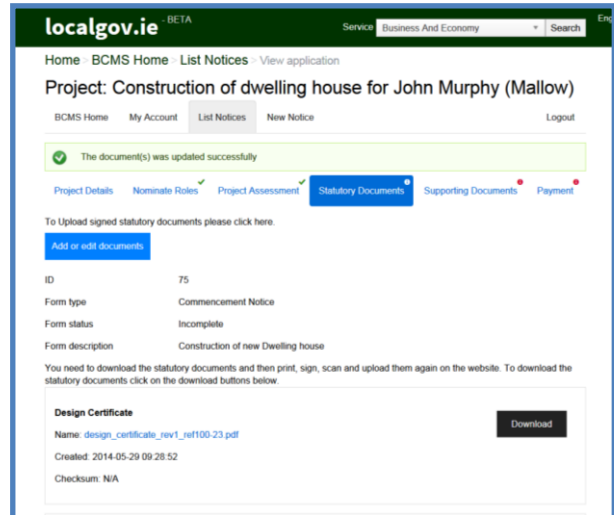 localgov.ie - BETA
Service Business And Economy Search
Eng
Home > BCMS Home > List Notices > View application
Project: Construction of dwelling house for John Murphy (Mallow)
BCMS Home My Account List Notices New Notice Logout
The document(s) was updated successfully
Project Details Nominate Roles Project Assessment Statutory Documents Supporting Documents Payment
To Upload signed statutory documents please click here.
Add or edit documents
ID 75
Form type Commencement Notice
Form status Incomplete
Form description Construction of new Dwelling house
You need to download the statutory documents and then print, sign, scan and upload them again on the website. To download the
statutory documents click on the download buttons below.
Design Certificate
Download
Name: design_certificate_rev1_ref100-23.pdf
Created: 2014-05-29 09:28:52
Checksum: N/A